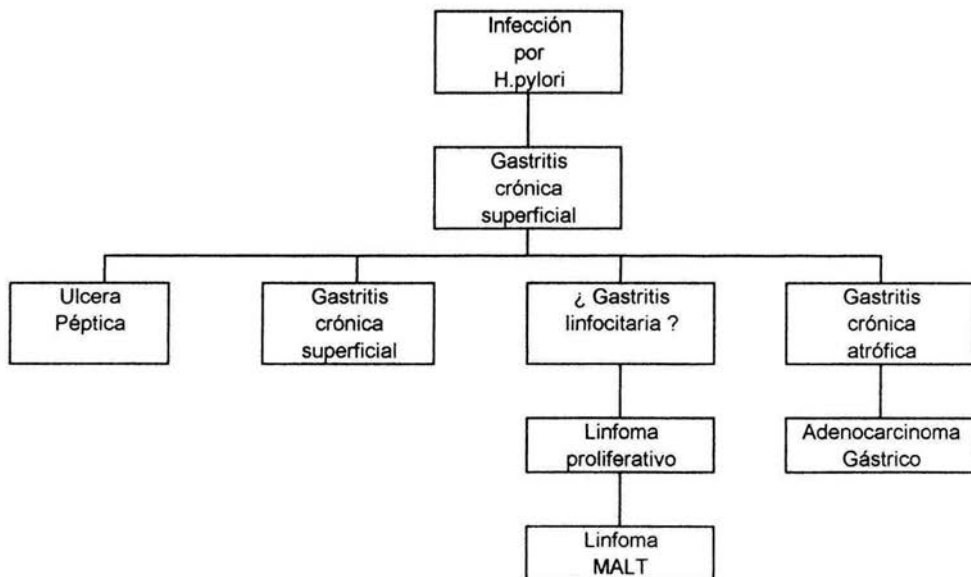 Infección
por
H.pylori
Gastritis
crónica
superficial
Ulcera
Péptica
Gastritis
crónica
superficial
¿ Gastritis
linfocitaria ?
Gastritis
crónica
atrófica
Linfoma
proliferativo
Adenocarcinoma
Gástrico
Linfoma
MALT